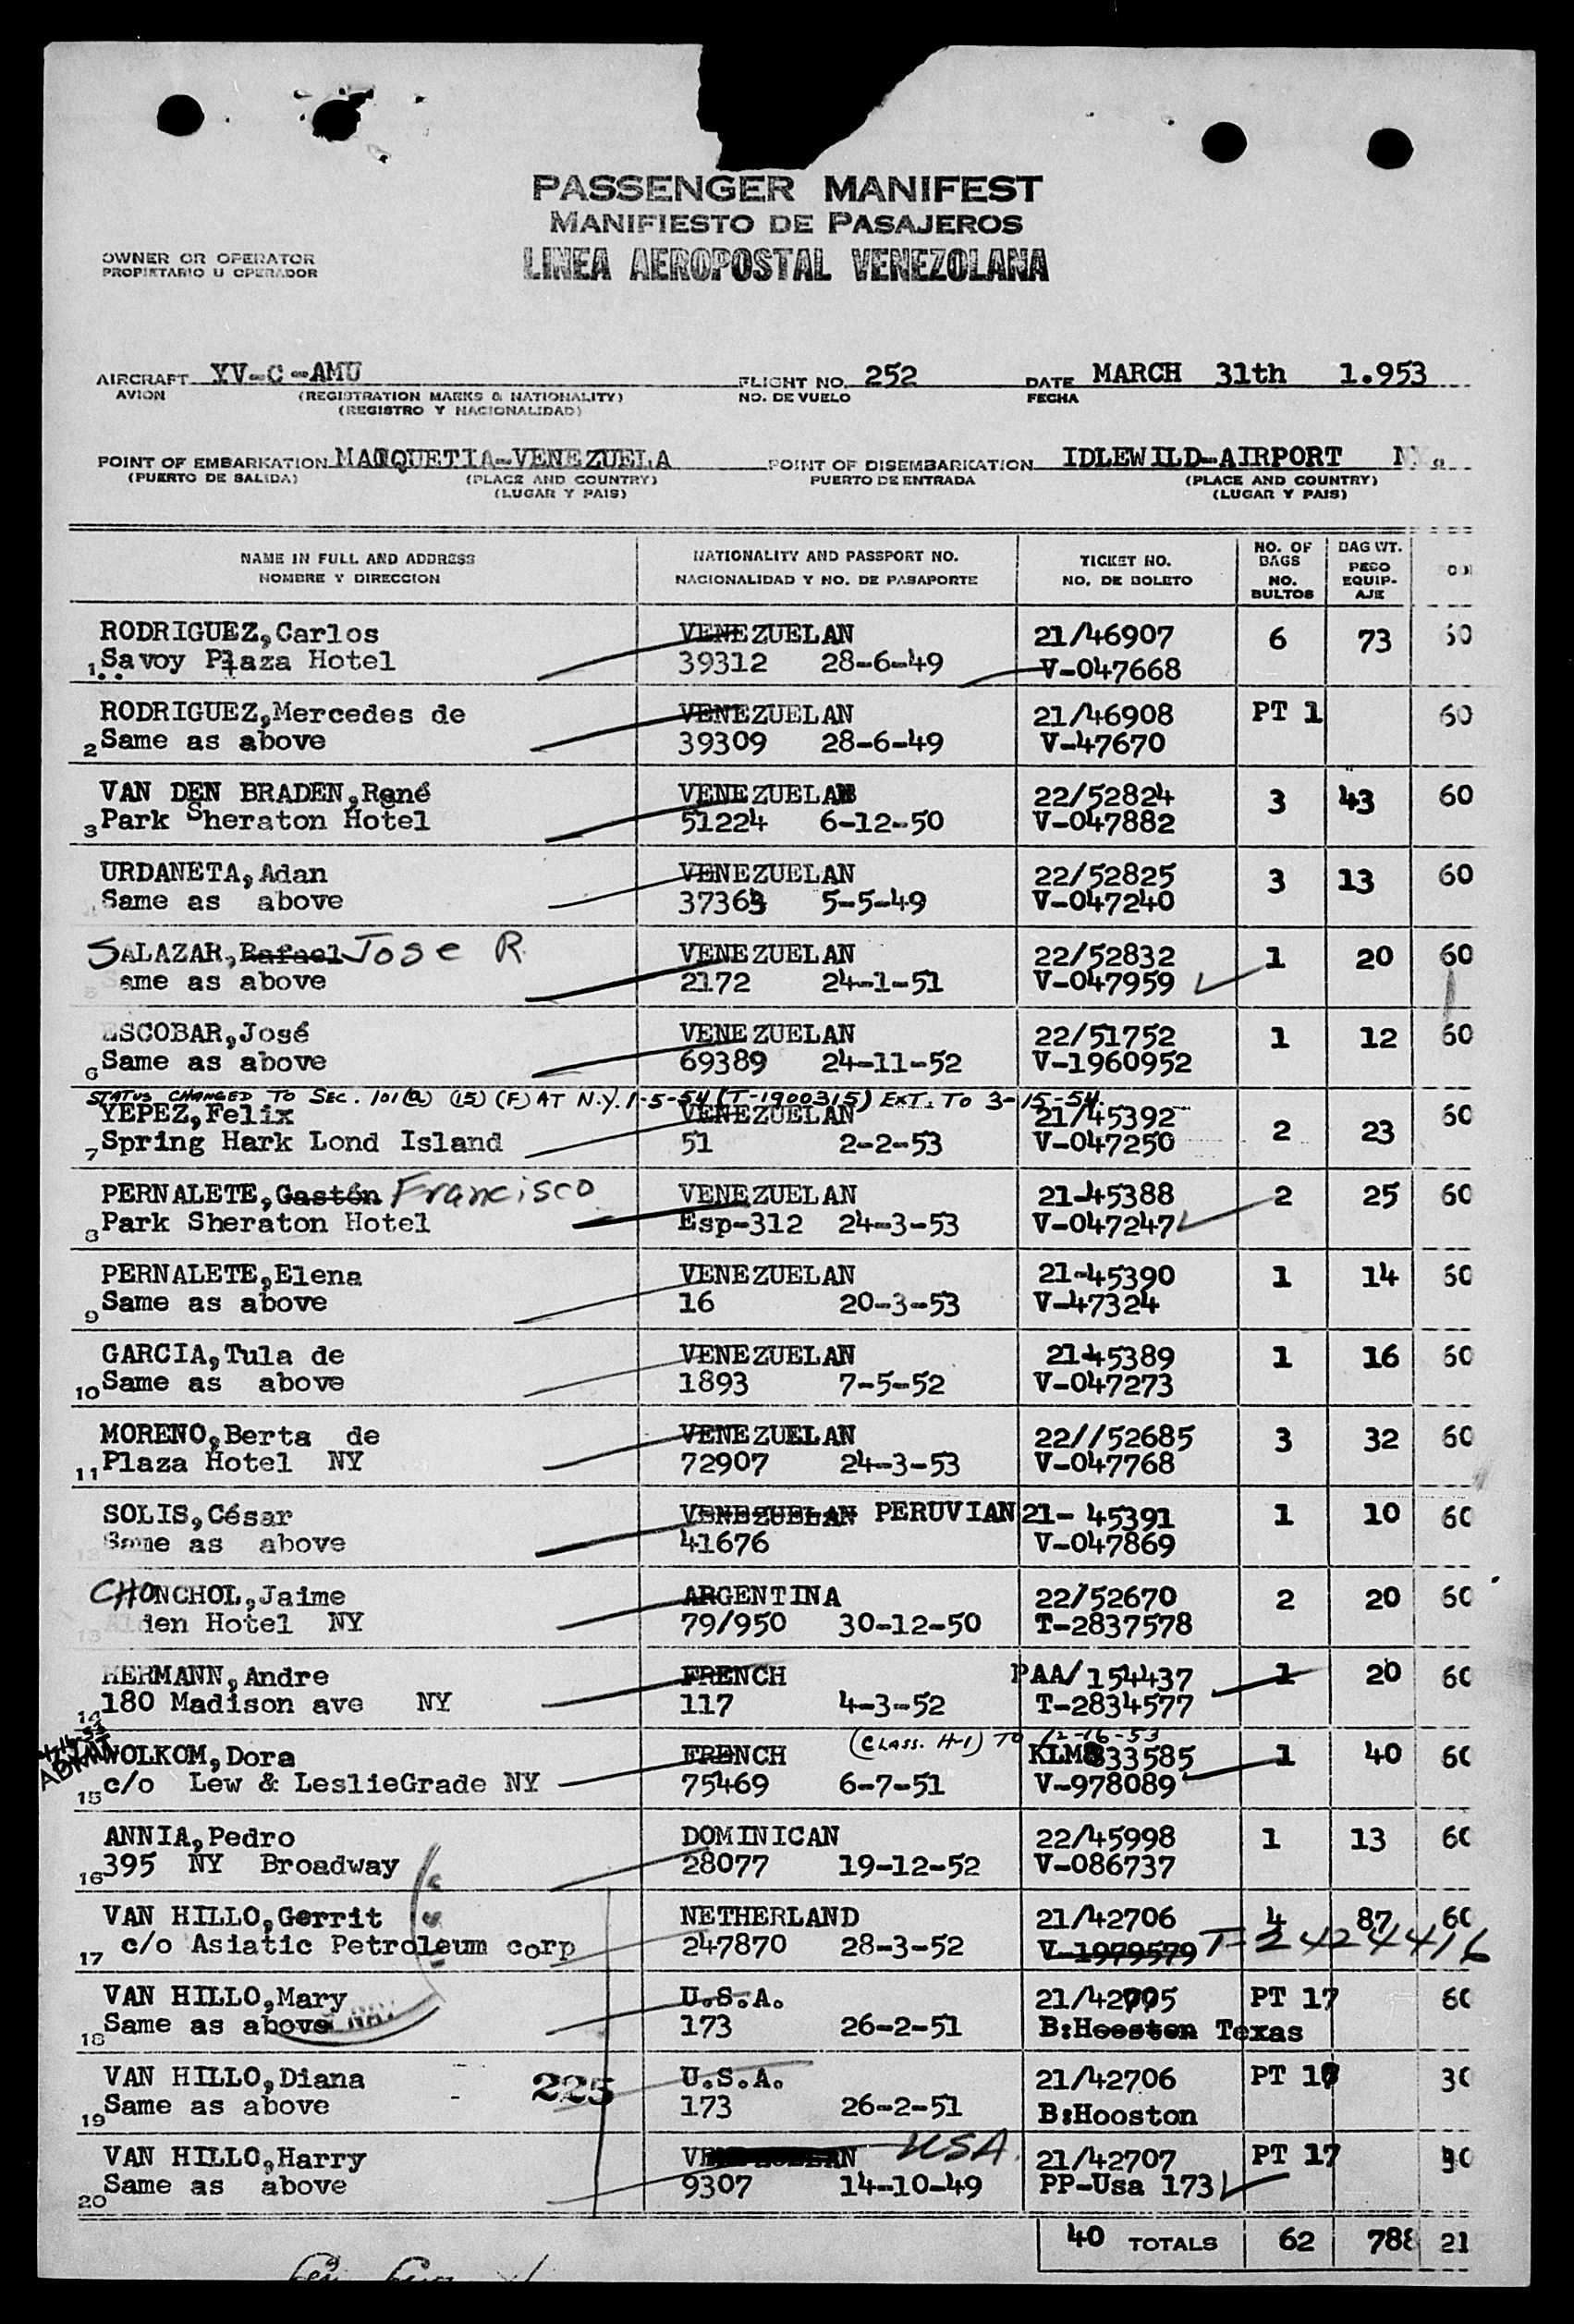 PASSENGER MANIFEST
MANIFIESTO DE PASAJEROS
OWNER OR OPERATOR
PROPIETARIO U OPERADOR
LINEA AEROPOSTAL VENEZOLANA
AIRCRAFT YV-C-AMU FLIGHT NO. 252 DATE MARCH 31th 1.953
AVION (REGISTRATION MARKS & NATIONALITY) NO. DE VUELO FECHA
(REGISTRO Y NACIONALIDAD)
POINT OF EMBARKATION MAIQUETIA-VENEZUELA POINT OF DISEMBARKATION IDLEWILD-AIRPORT NY.
(PUERTO DE SALIDA) (PLACE AND COUNTRY) PUERTO DE ENTRADA (PLACE AND COUNTRY)
(LUGAR Y PAIS) (LUGAR Y PAIS)
NAME IN FULL AND ADDRESS NATIONALITY AND PASSPORT NO. TICKET NO. NO. OF BAGS BAG WT.
NOMBRE Y DIRECCION NACIONALIDAD Y NO. DE PASAPORTE NO. DE BOLETO NO. BULTOS PESO EQUIP-AJE
RODRIGUEZ,Carlos VENEZUELAN 21/46907 6 73 60
1 Savoy Plaza Hotel 39312 28-6-49 V-047668
RODRIGUEZ,Mercedes de VENEZUELAN 21/46908 PT 1 60
2 Same as above 39309 28-6-49 V-47670
VAN DEN BRADEN,René VENEZUELAN 22/52824 3 43 60
3 Park Sheraton Hotel 51224 6-12-50 V-047882
URDANETA,Adan VENEZUELAN 22/52825 3 13 60
Same as above 37363 5-5-49 V-047240
SALAZAR,Rafael Jose R. VENEZUELAN 22/52832 1 20 60
ame as above 2172 24-1-51 V-047959
ESCOBAR,José VENEZUELAN 22/51752 1 12 60
6 Same as above 69389 24-11-52 V-1960952
STATUS CHANGED TO SEC. 101(a) (15) (F) AT N.Y. 1-5-54 (T-1900315) EXT. TO 3-15-54.
YEPEZ,Felix VENEZUELAN 21/45392 2 23 60
7 Spring Hark Lond Island 51 2-2-53 V-047250
PERNALETE,Gastón Francisco VENEZUELAN 21-45388 2 25 60
8 Park Sheraton Hotel Esp-312 24-3-53 V-047247
PERNALETE,Elena VENEZUELAN 21-45390 1 14 60
9 Same as above 16 20-3-53 V-47324
GARCIA,Tula de VENEZUELAN 21-45389 1 16 60
10 Same as above 1893 7-5-52 V-047273
MORENO,Berta de VENEZUELAN 22//52685 3 32 60
11 Plaza Hotel NY 72907 24-3-53 V-047768
SOLIS,César VENEZUELAN PERUVIAN 21- 45391 1 10 60
Same as above 41676 V-047869
CHONCHOL,Jaime ARGENTINA 22/52670 2 20 60
13 den Hotel NY 79/950 30-12-50 T-2837578
HERMANN,Andre FRENCH PAA/154437 1 20 60
14 180 Madison ave NY 117 4-3-52 T-2834577
(CLASS. H-1) TO 12-16-53
WOLKOM,Dora FRENCH KLM833585 1 40 60
15 c/o Lew & LeslieGrade NY 75469 6-7-51 V-978089
ANNIA,Pedro DOMINICAN 22/45998 1 13 60
16 395 NY Broadway 28077 19-12-52 V-086737
VAN HILLO,Gerrit NETHERLAND 21/42706 4 87 60
17 c/o Asiatic Petroleum corp 247870 28-3-52 V-1979579 T-2424416
VAN HILLO,Mary U.S.A. 21/42705 PT 17 60
18 Same as above 173 26-2-51 B:Hooston Texas
VAN HILLO,Diana U.S.A. 21/42706 PT 18 30
19 Same as above 225 173 26-2-51 B:Hooston
VAN HILLO,Harry USA. 21/42707 PT 17 30
20 Same as above 9307 14-10-49 PP-Usa 173
40 TOTALS 62 788 21